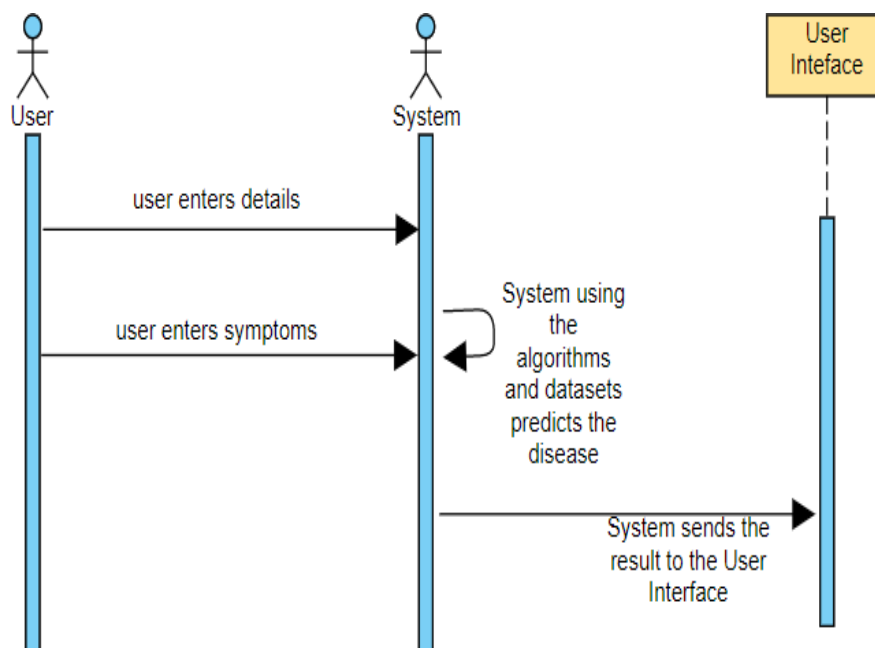 User
Inteface
User
System
user enters details
System using
the
algorithms
and datasets
predicts the
disease
user enters symptoms
System sends the
result to the User
Interface